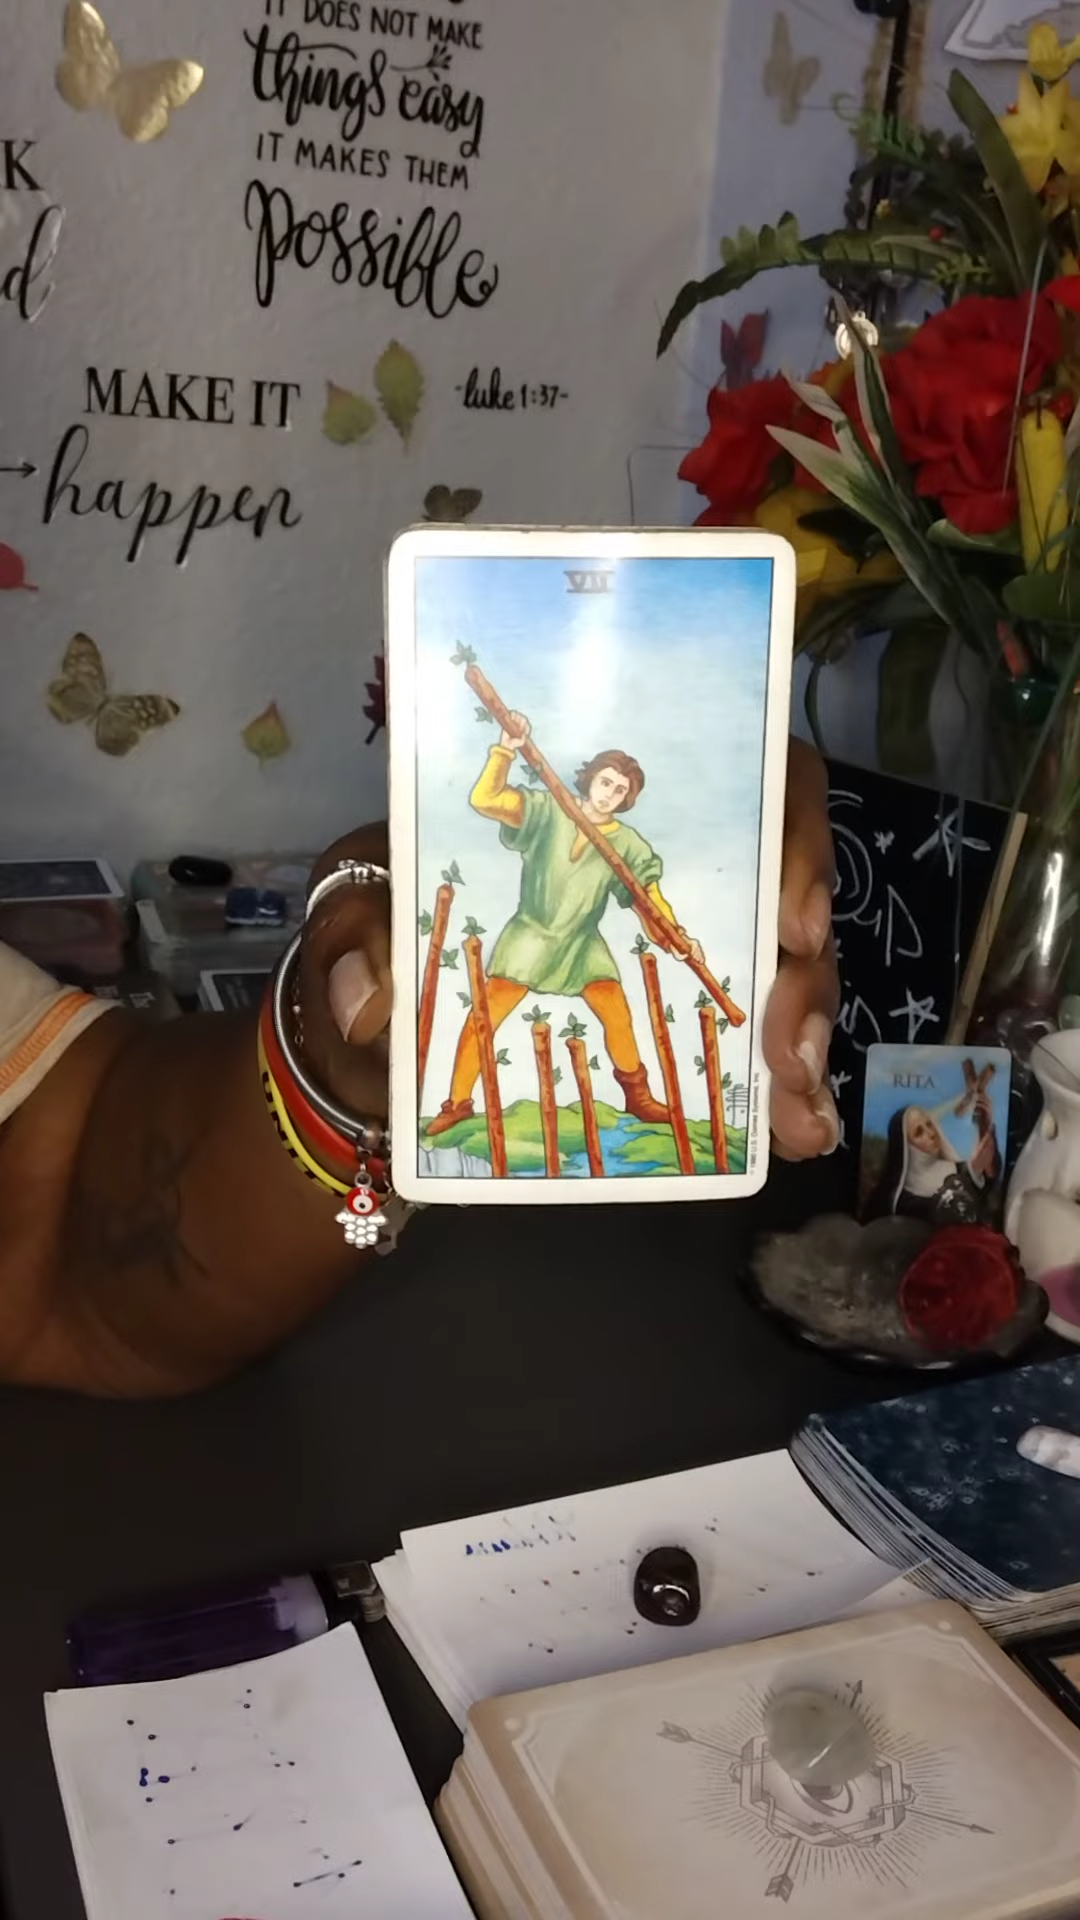 IT DOES NOT MAKE
things easy
IT MAKES THEM
possible
K
d
MAKE IT
-luke 1:37-
happen
VII
RITA